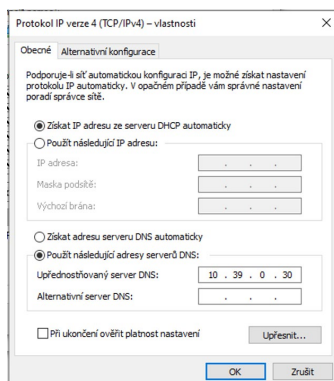 Protokol IP verze 4 (TCP/IPv4) – vlastnosti
Obecné
Alternativní konfigurace
Podporuje-li síť automatickou konfiguraci IP, je možné získat nastavení
protokolu IP automaticky. V opačném případě vám správné nastavení
poradí správce sítě.
Získat IP adresu ze serveru DHCP automaticky
Použít následující IP adresu:
IP adresa: . . .
Maska podsítě: . . .
Výchozí brána: . . .
Získat adresu serveru DNS automaticky
Použít následující adresy serverů DNS:
Upřednostňovaný server DNS: 10 . 39 . 0 . 30
Alternativní server DNS: . . .
Při ukončení ověřit platnost nastavení
Upřesnit...
OK
Zrušit